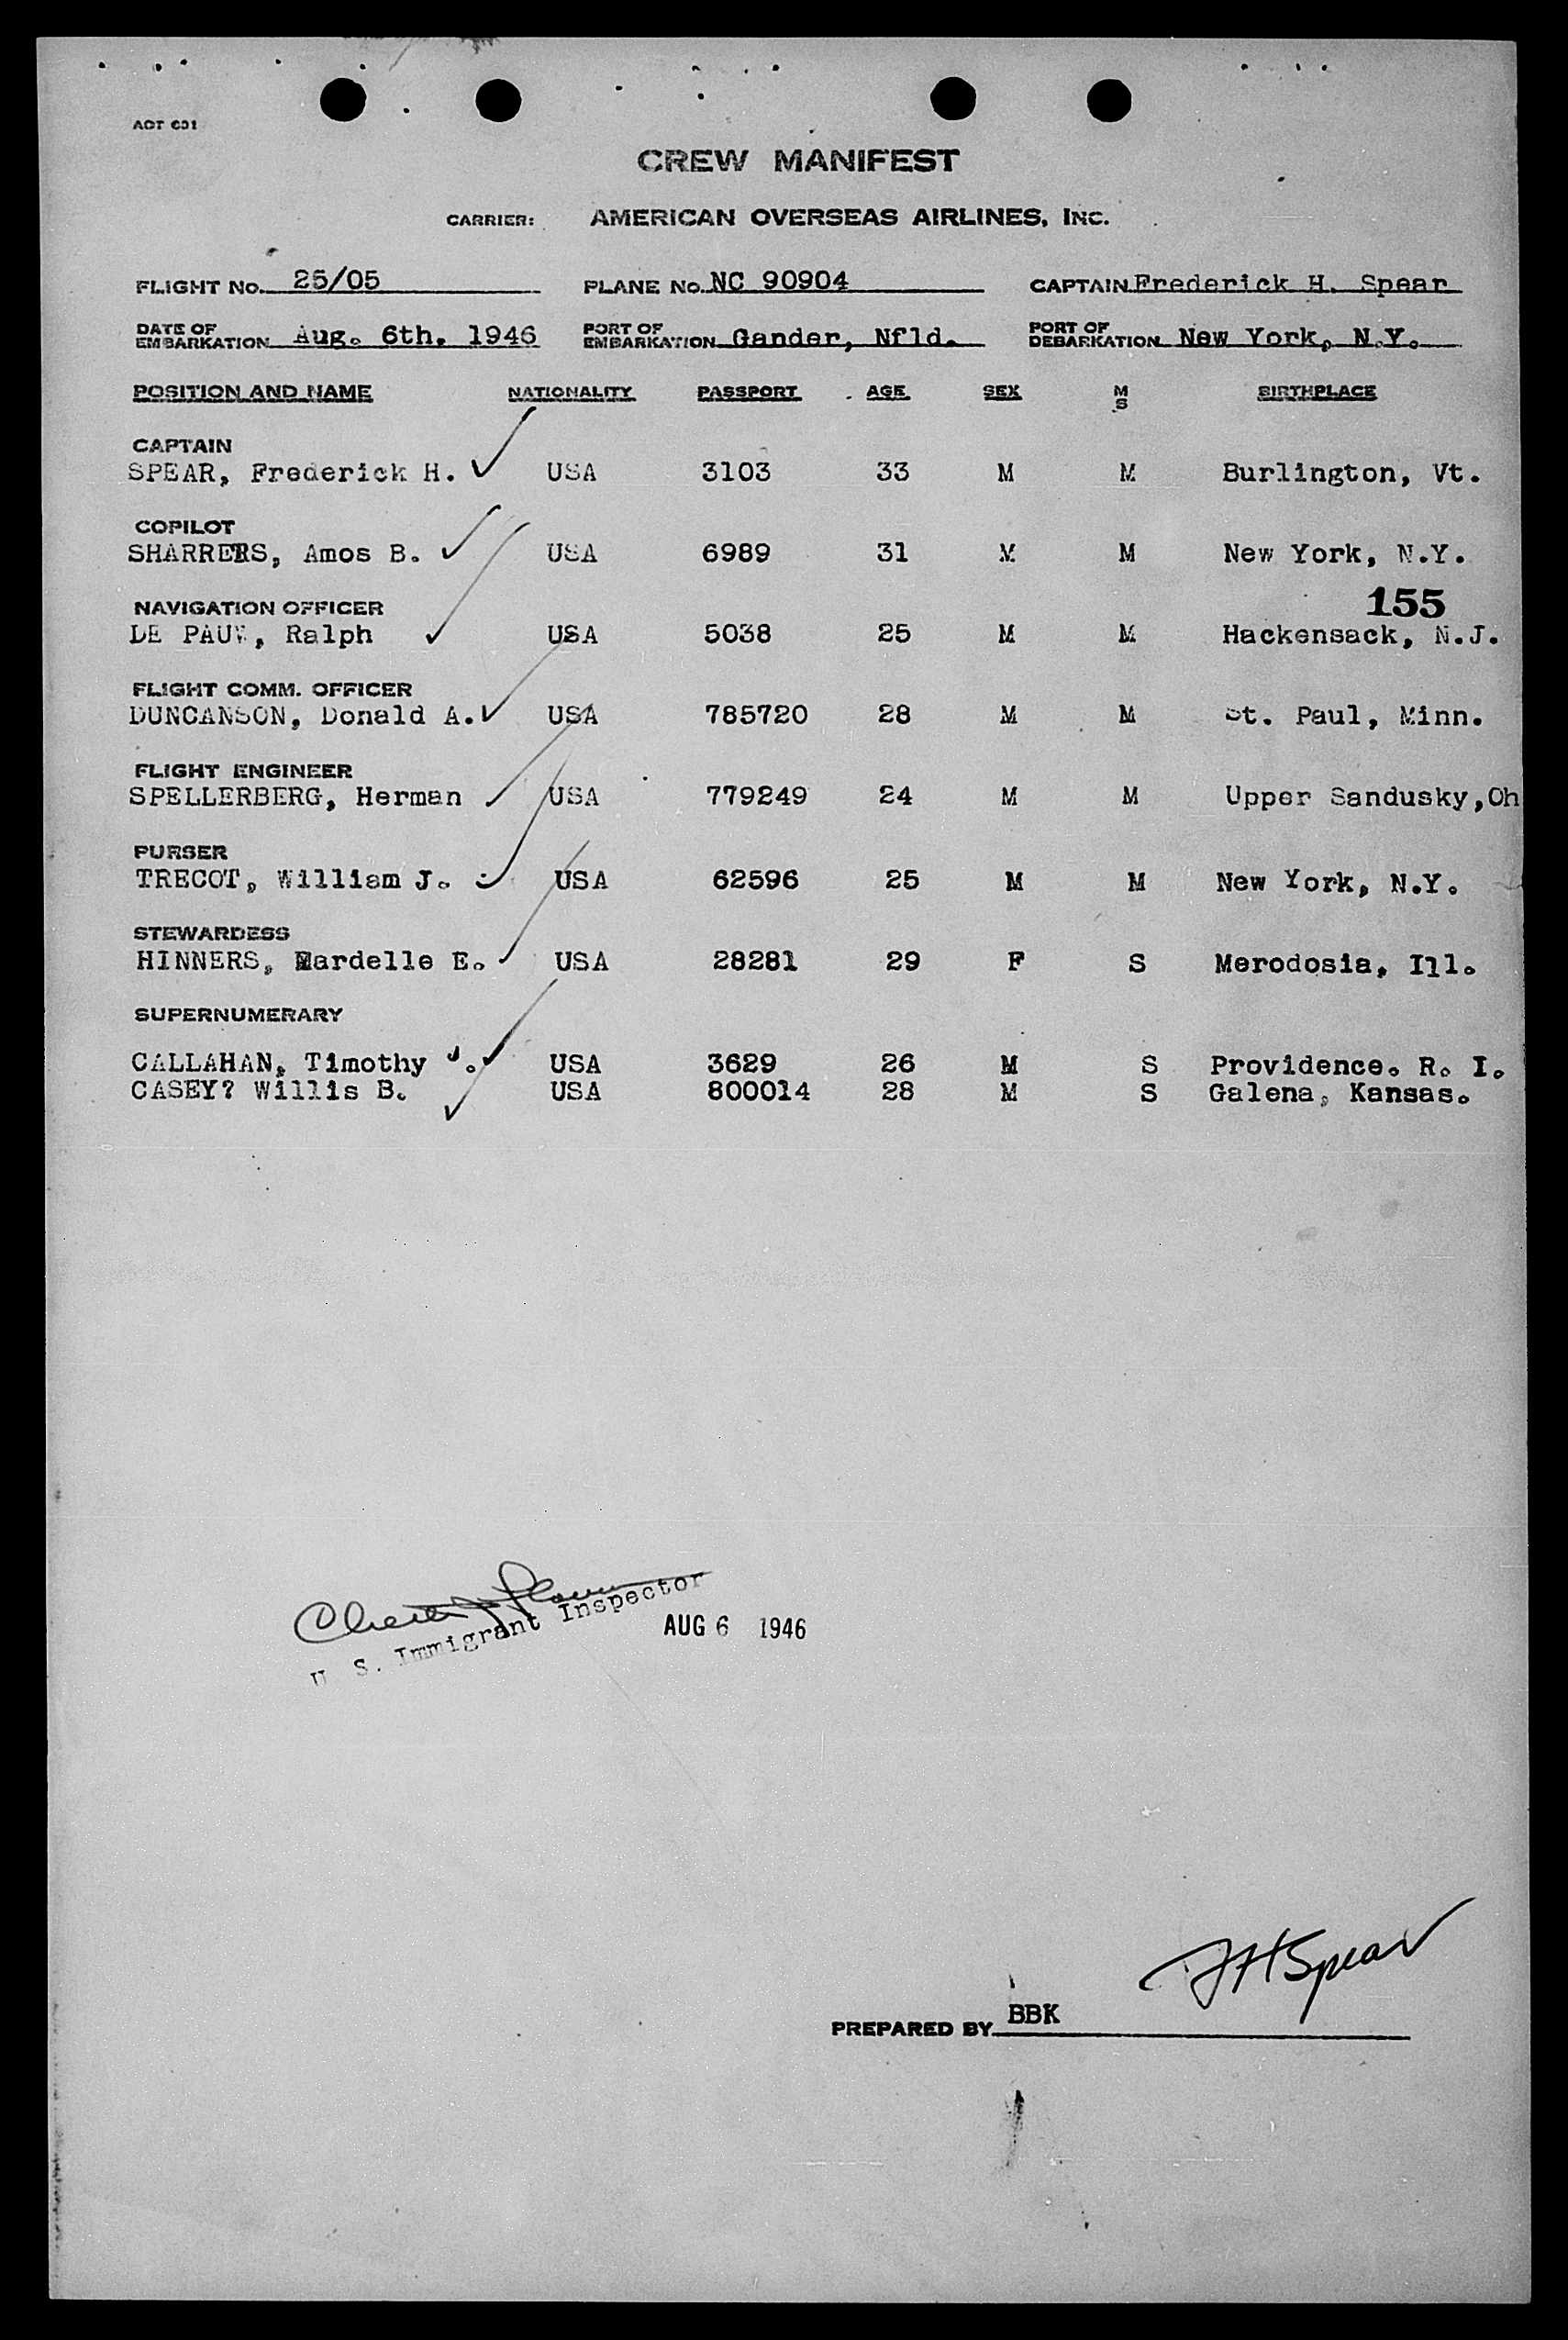 ACT 601
CREW MANIFEST
CARRIER: AMERICAN OVERSEAS AIRLINES, INC.
FLIGHT No. 25/05 PLANE No. NC 90904 CAPTAIN Frederick H. Spear
DATE OF EMBARKATION Aug. 6th. 1946 PORT OF EMBARKATION Gander, Nfld. PORT OF DEBARKATION New York, N.Y.
POSITION AND NAME NATIONALITY PASSPORT AGE SEX M S BIRTHPLACE
CAPTAIN
SPEAR, Frederick H. USA 3103 33 M M Burlington, Vt.
COPILOT
SHARRERS, Amos B. USA 6989 31 M M New York, N.Y.
155
NAVIGATION OFFICER
DE PAUW, Ralph USA 5038 25 M M Hackensack, N.J.
FLIGHT COMM. OFFICER
DUNCANSON, Donald A. USA 785720 28 M M St. Paul, Minn.
FLIGHT ENGINEER
SPELLERBERG, Herman USA 779249 24 M M Upper Sandusky,Oh
PURSER
TRECOT, William J. USA 62596 25 M M New York, N.Y.
STEWARDESS
HINNERS, Mardelle E. USA 28281 29 F S Merodosia, Ill.
SUPERNUMERARY
CALLAHAN, Timothy J. USA 3629 26 M S Providence. R. I.
CASEY? Willis B. USA 800014 28 M S Galena, Kansas.
U. S. Immigrant Inspector
AUG 6 1946
FHSpear
PREPARED BY BBK